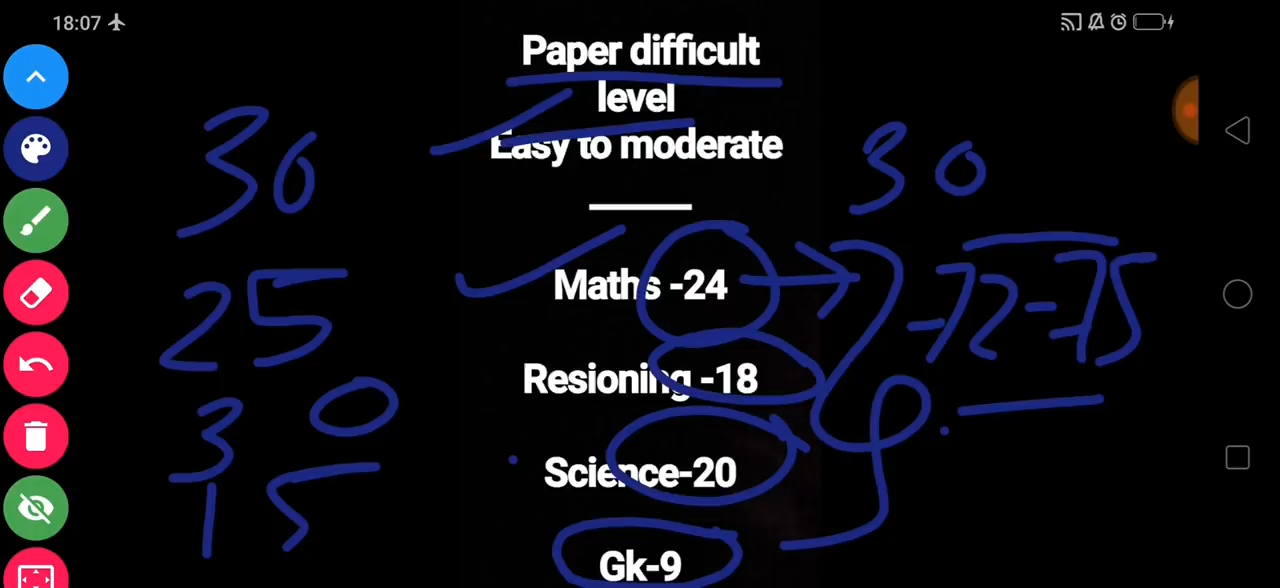 18:07
Paper difficult
level
Easy to moderate
30
30
Maths -24
25
-72-75
Resioning -18
30
Science-20
15
Gk-9